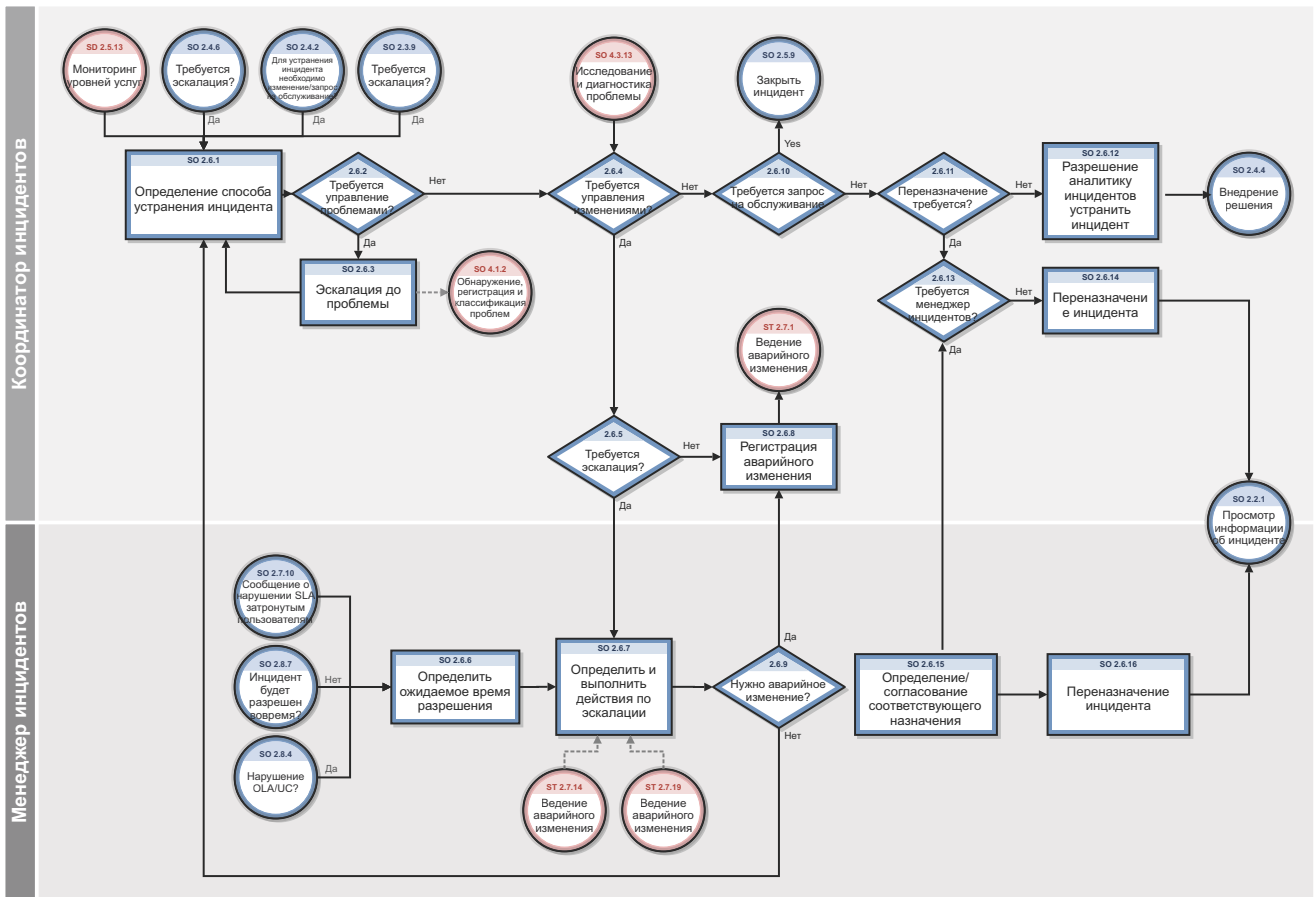 Координатор инцидентов
SD 2.5.13
Мониторинг
уровней услуг
SO 2.4.6
Требуется
эскалация?
Да
SO 2.4.2
Для устранения
инцидента
необходимо
изменение/запрос
на обслуживание?
Да
SO 2.3.9
Требуется
эскалация?
Да
SO 4.3.13
Исследование
и диагностика
проблемы
SO 2.5.9
Закрыть
инцидент
Yes
SO 2.6.1
Определение способа
устранения инцидента
2.6.2
Требуется
управление
проблемами?
Нет
Да
2.6.4
Требуется
управления
изменениями?
Нет
Да
2.6.10
Требуется запрос
на обслуживание
Нет
2.6.11
Переназначение
требуется?
Нет
Да
SO 2.6.12
Разрешение
аналитику
инцидентов
устранить
инцидент
SO 2.4.4
Внедрение
решения
SO 2.6.3
Эскалация до
проблемы
SO 4.1.2
Обнаружение,
регистрация и
классификация
проблем
2.6.13
Требуется
менеджер
инцидентов?
Нет
Да
SO 2.6.14
Переназначени
е инцидента
ST 2.7.1
Ведение
аварийного
изменения
2.6.5
Требуется
эскалация?
Нет
Да
SO 2.6.8
Регистрация
аварийного
изменения
SO 2.2.1
Просмотр
информации
об инциденте
Менеджер инцидентов
SO 2.7.10
Сообщение о
нарушении SLA
затронутым
пользователям
SO 2.8.7
Инцидент
будет
разрешен
вовремя?
Нет
SO 2.8.4
Нарушение
OLA/UC?
Да
SO 2.6.6
Определить
ожидаемое время
разрешения
SO 2.6.7
Определить и
выполнить
действия по
эскалации
Да
2.6.9
Нужно аварийное
изменение?
Нет
SO 2.6.15
Определение/
согласование
соответствующего
назначения
SO 2.6.16
Переназначение
инцидента
ST 2.7.14
Ведение
аварийного
изменения
ST 2.7.19
Ведение
аварийного
изменения